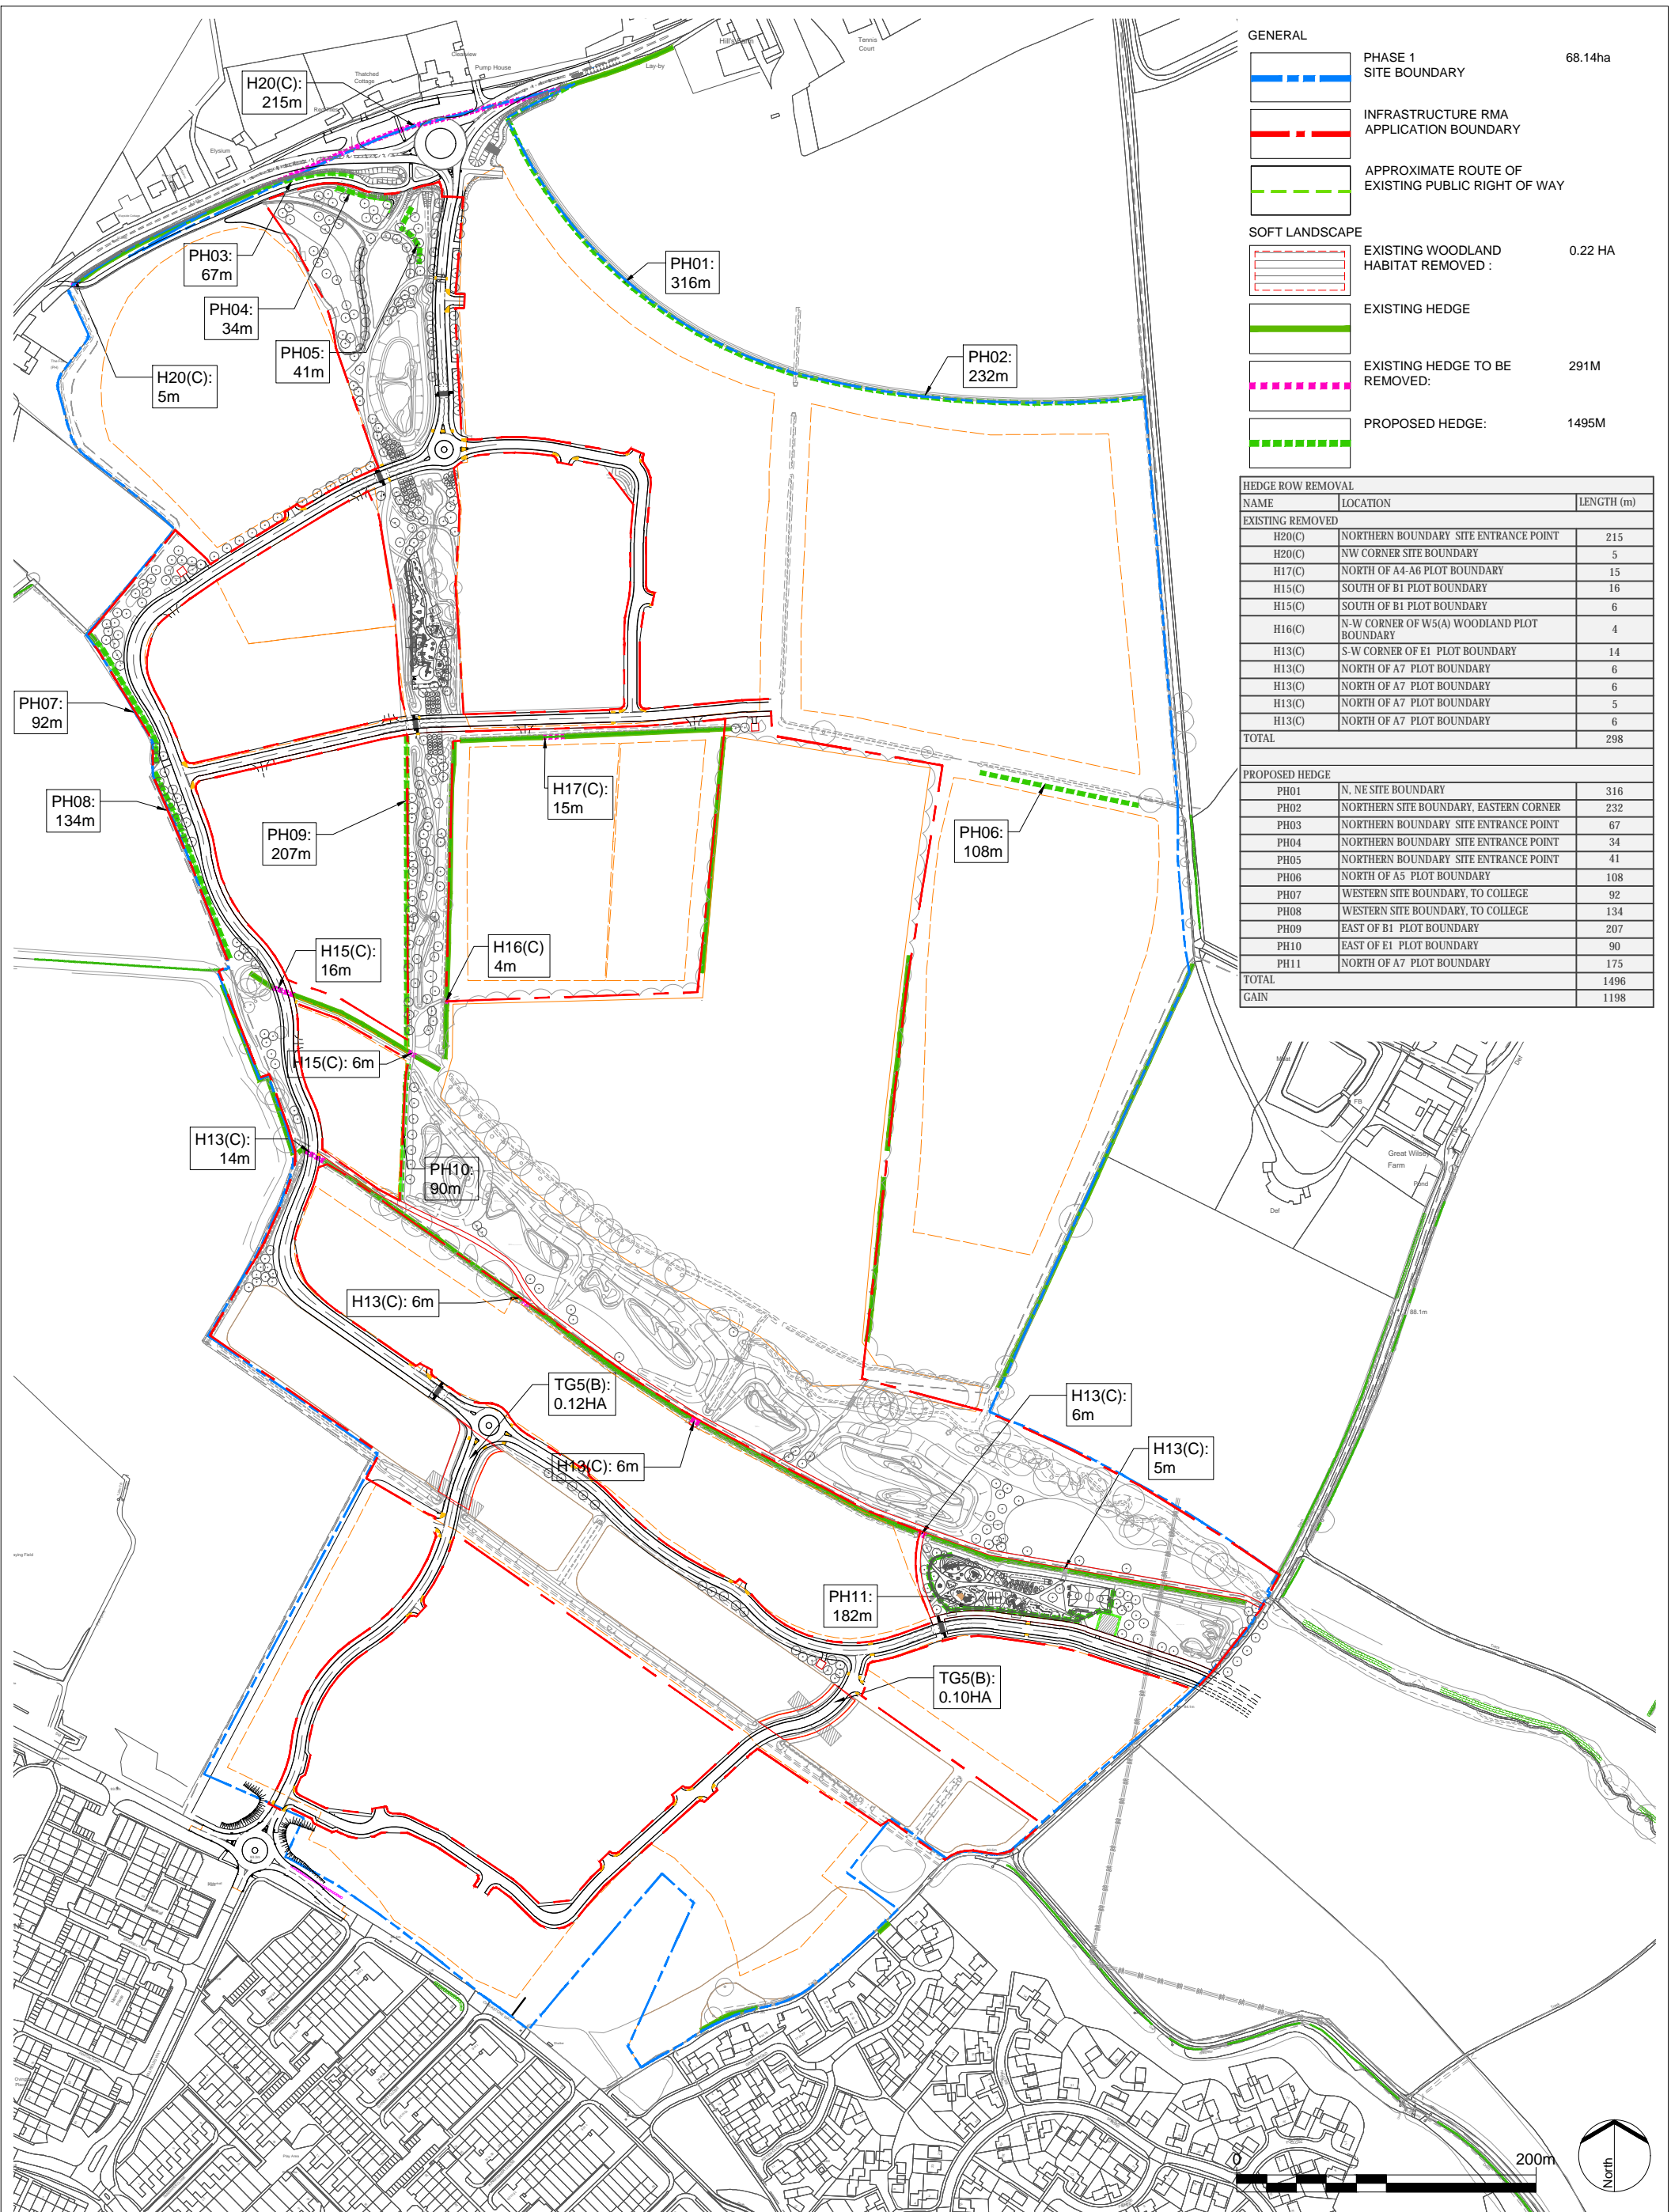 GENERAL
PHASE 1 68.14ha
SITE BOUNDARY
INFRASTRUCTURE RMA
APPLICATION BOUNDARY
APPROXIMATE ROUTE OF
EXISTING PUBLIC RIGHT OF WAY
SOFT LANDSCAPE
EXISTING WOODLAND 0.22 HA
HABITAT REMOVED :
EXISTING HEDGE
EXISTING HEDGE TO BE 291M
REMOVED:
PROPOSED HEDGE: 1495M
HEDGE ROW REMOVAL
NAME LOCATION LENGTH (m)
EXISTING REMOVED
H20(C) NORTHERN BOUNDARY SITE ENTRANCE POINT 215
H20(C) NW CORNER SITE BOUNDARY 5
H17(C) NORTH OF A4-A6 PLOT BOUNDARY 15
H15(C) SOUTH OF B1 PLOT BOUNDARY 16
H15(C) SOUTH OF B1 PLOT BOUNDARY 6
H16(C) N-W CORNER OF W5(A) WOODLAND PLOT
BOUNDARY 4
H13(C) S-W CORNER OF E1 PLOT BOUNDARY 14
H13(C) NORTH OF A7 PLOT BOUNDARY 6
H13(C) NORTH OF A7 PLOT BOUNDARY 6
H13(C) NORTH OF A7 PLOT BOUNDARY 5
H13(C) NORTH OF A7 PLOT BOUNDARY 6
TOTAL 298
PROPOSED HEDGE
PH01 N, NE SITE BOUNDARY 316
PH02 NORTHERN SITE BOUNDARY, EASTERN CORNER 232
PH03 NORTHERN BOUNDARY SITE ENTRANCE POINT 67
PH04 NORTHERN BOUNDARY SITE ENTRANCE POINT 34
PH05 NORTHERN BOUNDARY SITE ENTRANCE POINT 41
PH06 NORTH OF A5 PLOT BOUNDARY 108
PH07 WESTERN SITE BOUNDARY, TO COLLEGE 92
PH08 WESTERN SITE BOUNDARY, TO COLLEGE 134
PH09 EAST OF B1 PLOT BOUNDARY 207
PH10 EAST OF E1 PLOT BOUNDARY 90
PH11 NORTH OF A7 PLOT BOUNDARY 175
TOTAL 1496
GAIN 1198
Tennis
Court
Lay-by
Pump House
Thatched
Cottage
Elysium
H20(C):
215m
PH03:
67m
PH04:
34m
PH05:
41m
H20(C):
5m
PH01:
316m
PH02:
232m
PH07:
92m
PH08:
134m
PH09:
207m
H17(C):
15m
PH06:
108m
H15(C):
16m
H16(C)
4m
H15(C): 6m
H13(C):
14m
PH10:
90m
H13(C): 6m
TG5(B):
0.12HA
H13(C): 6m
H13(C):
6m
H13(C):
5m
PH11:
182m
TG5(B):
0.10HA
Moat
FB
Def
Great Wilsey
Farm
Pond
Def
88.1m
0 200m
North